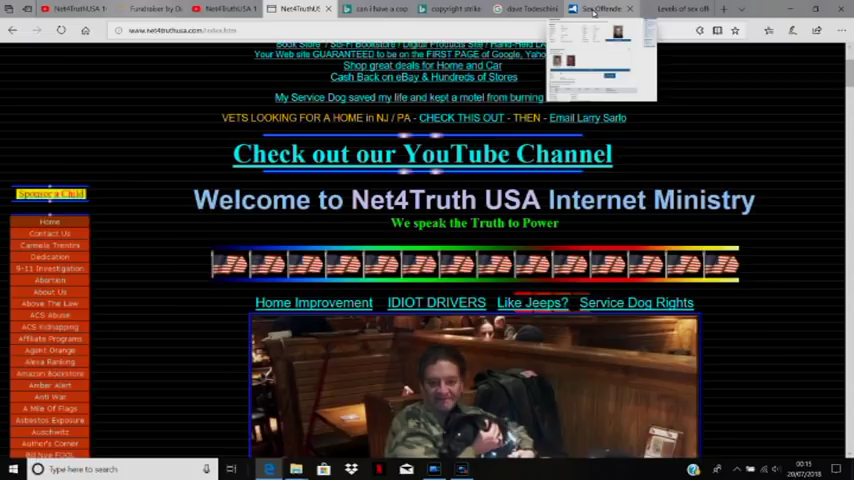 Net4TruthUSA 1
Fundraiser by D
Net4TruthUSA 1
Net4TruthUS
can i have a cop
copyright strike
dave Todeschini
Sex Offende
Levels of sex off
www.net4truthusa.com/index.htm
Book Store / Sci-Fi Bookstore / Digital Products Site / Hand-Held LA
Your Web site GUARANTEED to be on the FIRST PAGE of Google, Yahoo
Shop great deals for Home and Car
Cash Back on eBay & Hundreds of Stores
My Service Dog saved my life and kept a motel from burning
VETS LOOKING FOR A HOME in NJ / PA - CHECK THIS OUT - THEN - Email Larry Sarlo
Check out our YouTube Channel
Sponsor a Child
Welcome to Net4Truth USA Internet Ministry
We speak the Truth to Power
Home
Contact Us
Carmela Trentini
Dedication
9-11 Investigation
Abortion
About Us
Above The Law
ACS Abuse
ACS Kidnapping
Affiliate Programs
Agent Orange
Alexa Ranking
Amazon Bookstore
Amber Alert
Anti War
A Mile Of Flags
Asbestos Exposure
Auschwitz
Author's Corner
Home Improvement IDIOT DRIVERS Like Jeeps? Service Dog Rights
Type here to search
00:15
20/07/2018